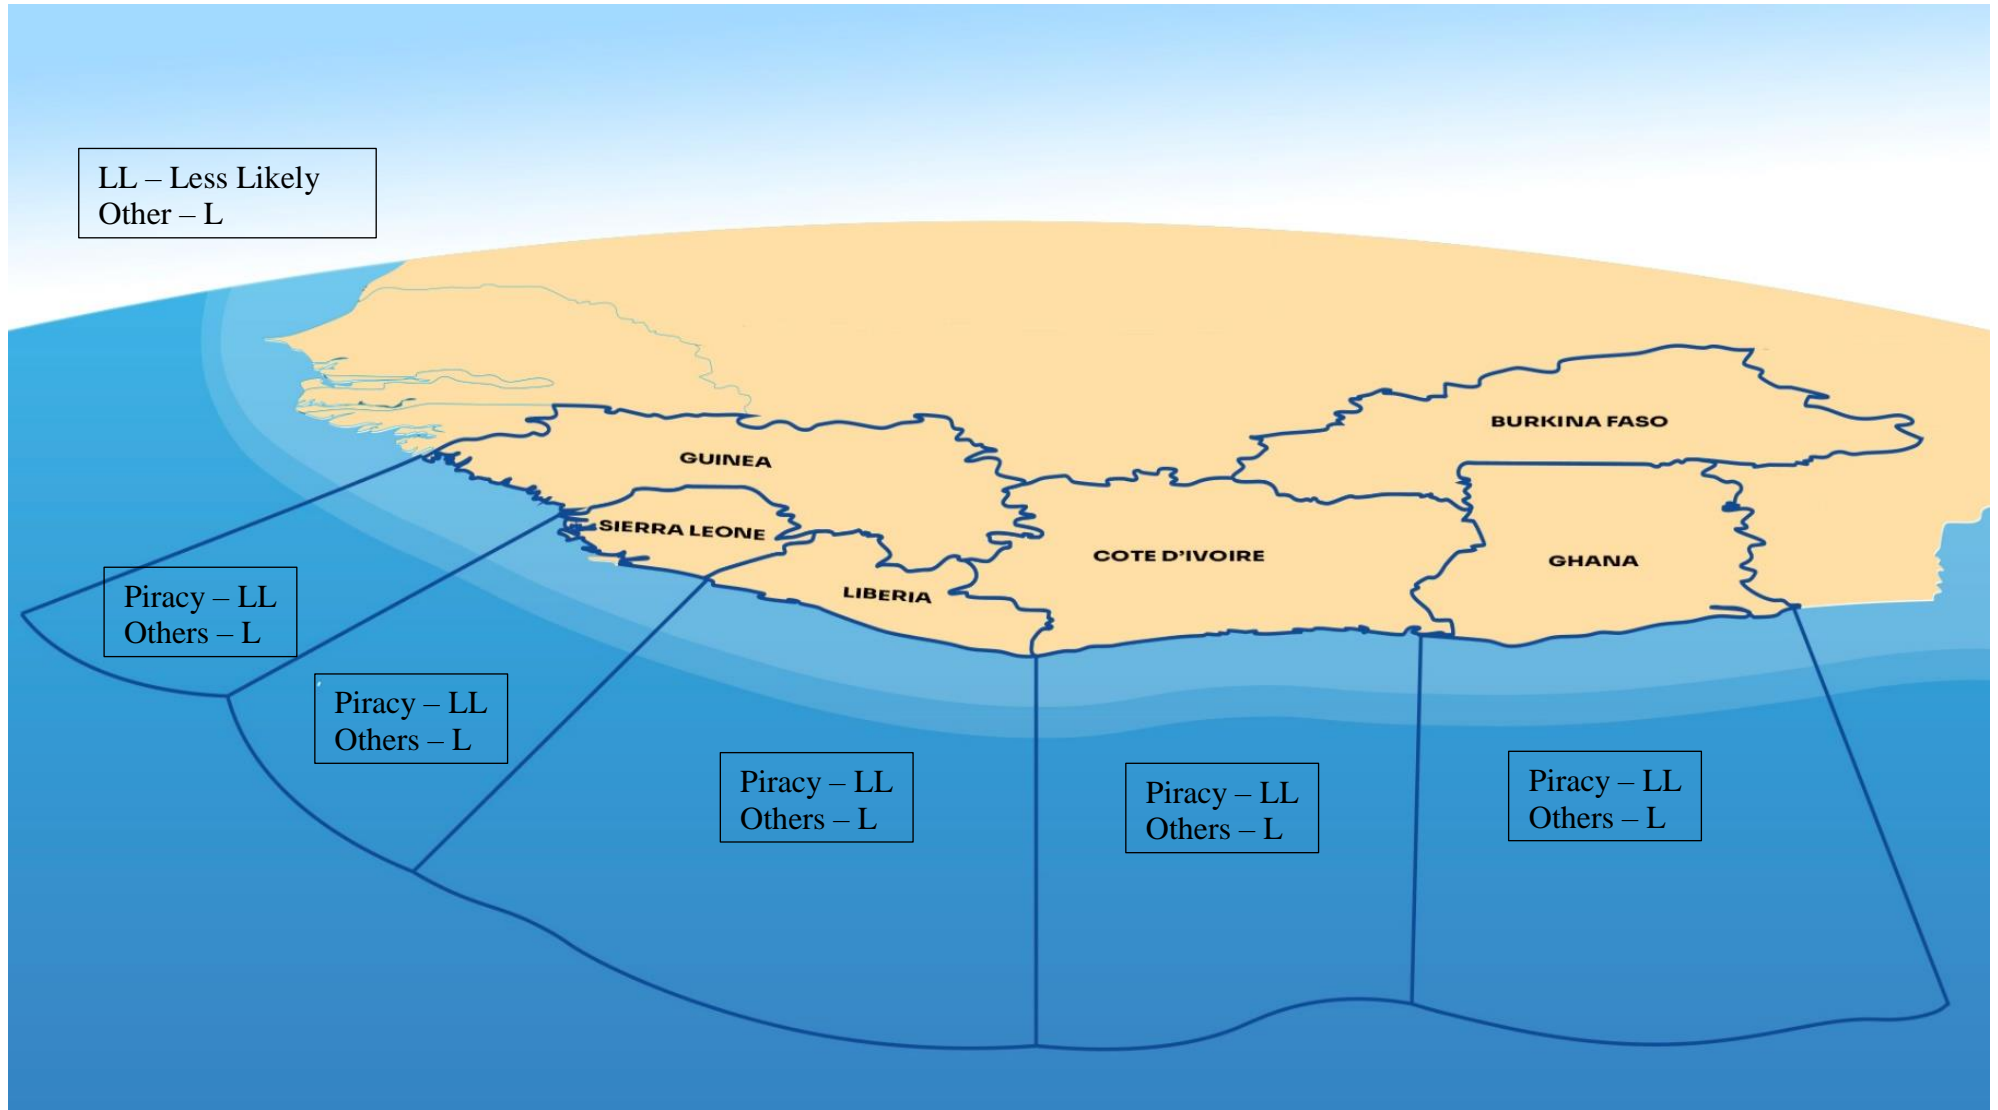 LL – Less Likely
Other – L
BURKINA FASO
GUINEA
SIERRA LEONE
COTE D'IVOIRE
GHANA
LIBERIA
Piracy – LL
Others – L
Piracy – LL
Others – L
Piracy – LL
Others – L
Piracy – LL
Others – L
Piracy – LL
Others – L